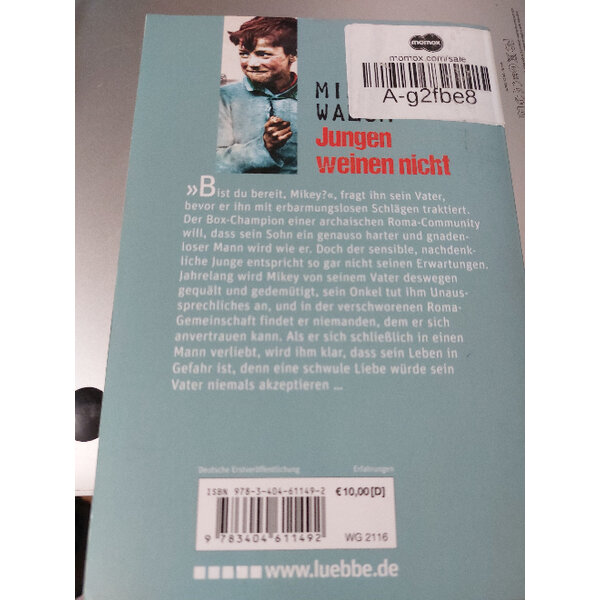 momox
momox.com/sale
A-g2fbe8
MI
WALSH
Jungen
weinen nicht
»Bist du bereit, Mikey?«, fragt ihn sein Vater,
bevor er ihn mit erbarmungslosen Schlägen traktiert.
Der Box-Champion einer archaischen Roma-Community
will, dass sein Sohn ein genauso harter und gnaden-
loser Mann wird wie er. Doch der sensible, nachdenk-
liche Junge entspricht so gar nicht seinen Erwartungen.
Jahrelang wird Mikey von seinem Vater deswegen
gequält und gedemütigt, sein Onkel tut ihm Unaus-
sprechliches an, und in der verschworenen Roma-
Gemeinschaft findet er niemanden, dem er sich
anvertrauen kann. Als er sich schließlich in einen
Mann verliebt, wird ihm klar, dass sein Leben in
Gefahr ist, denn eine schwule Liebe würde sein
Vater niemals akzeptieren ...
Deutsche Erstveröffentlichung Erfahrungen
ISBN 978-3-404-61149-2 €10,00[D]
9 783404 611492 WG 2116
www.luebbe.de